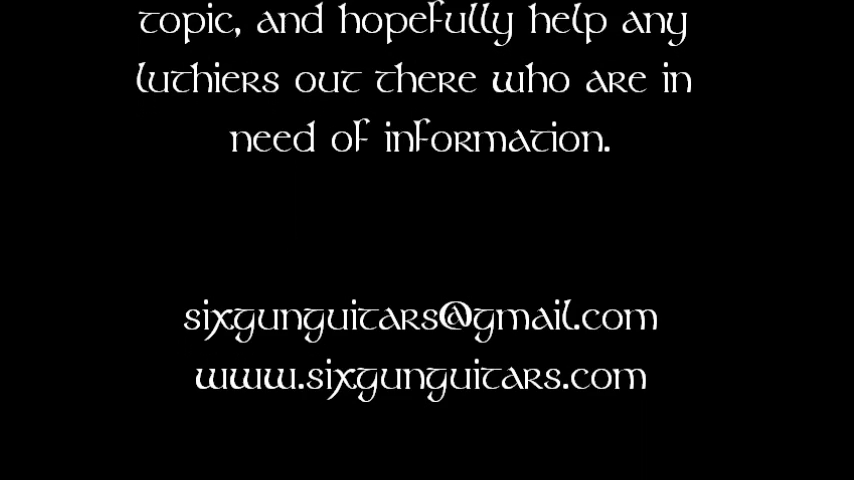 topic, and hopefully help any
luthiers out there who are in
need of information.
sixgunguitars@gmail.com
www.sixgunguitars.com